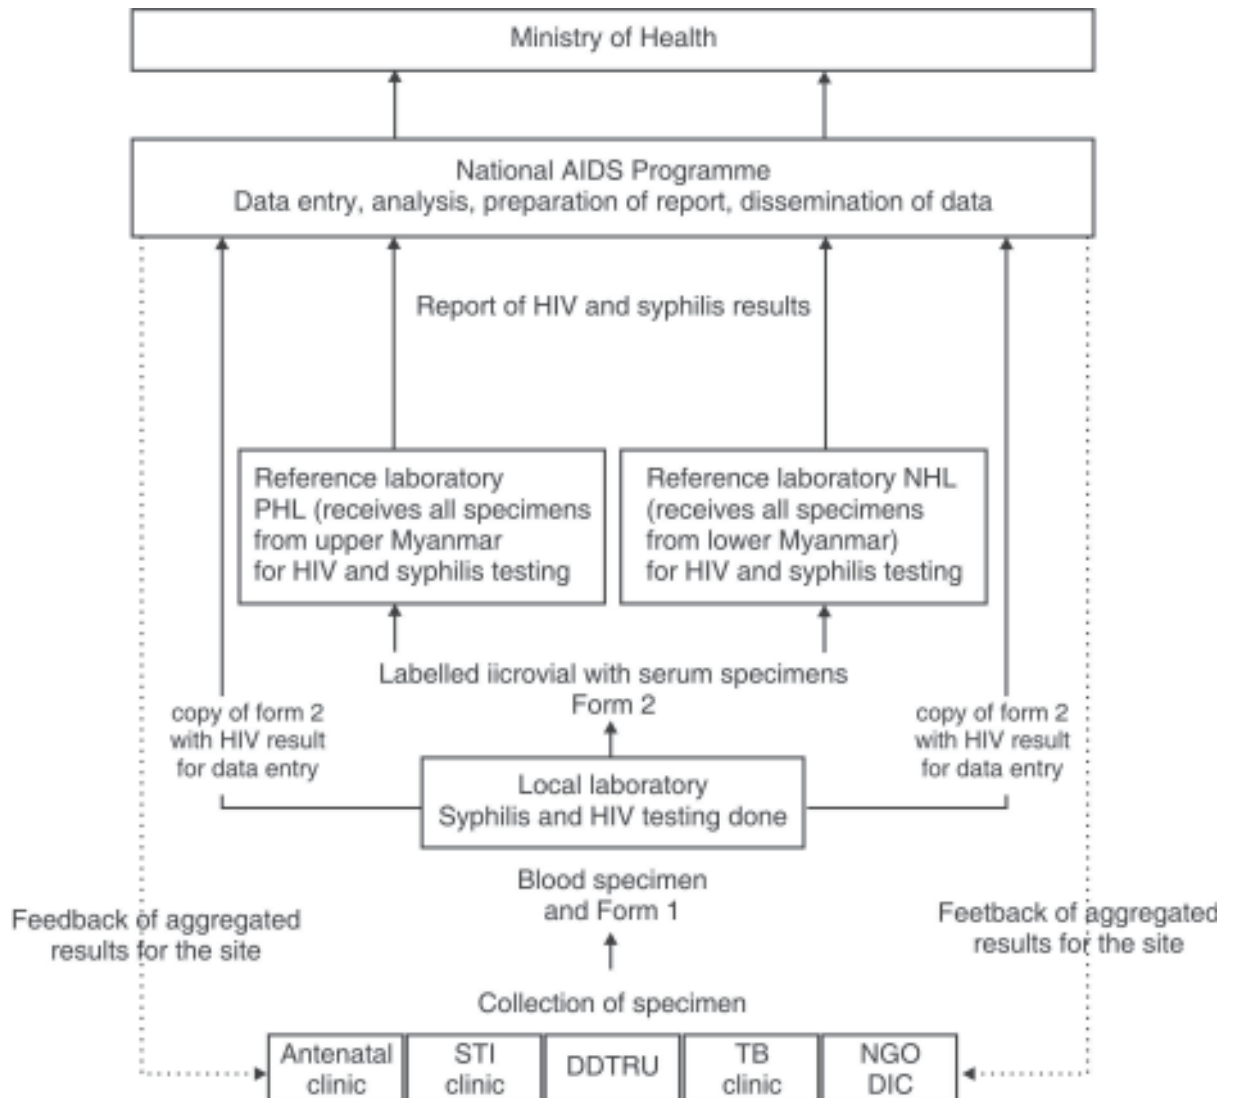 Ministry of Health
National AIDS Programme
Data entry, analysis, preparation of report, dissemination of data
Report of HIV and syphilis results
Reference laboratory
PHL (receives all specimens
from upper Myanmar
for HIV and syphilis testing
Reference laboratory NHL
(receives all specimens
from lower Myanmar)
for HIV and syphilis testing
Labelled iicrovial with serum specimens
Form 2
copy of form 2
with HIV result
for data entry
copy of form 2
with HIV result
for data entry
Local laboratory
Syphilis and HIV testing done
Blood specimen
and Form 1
Feedback of aggregated
results for the site
Feetback of aggregated
results for the site
Collection of specimen
Antenatal
clinic
STI
clinic
DDTRU
TB
clinic
NGO
DIC